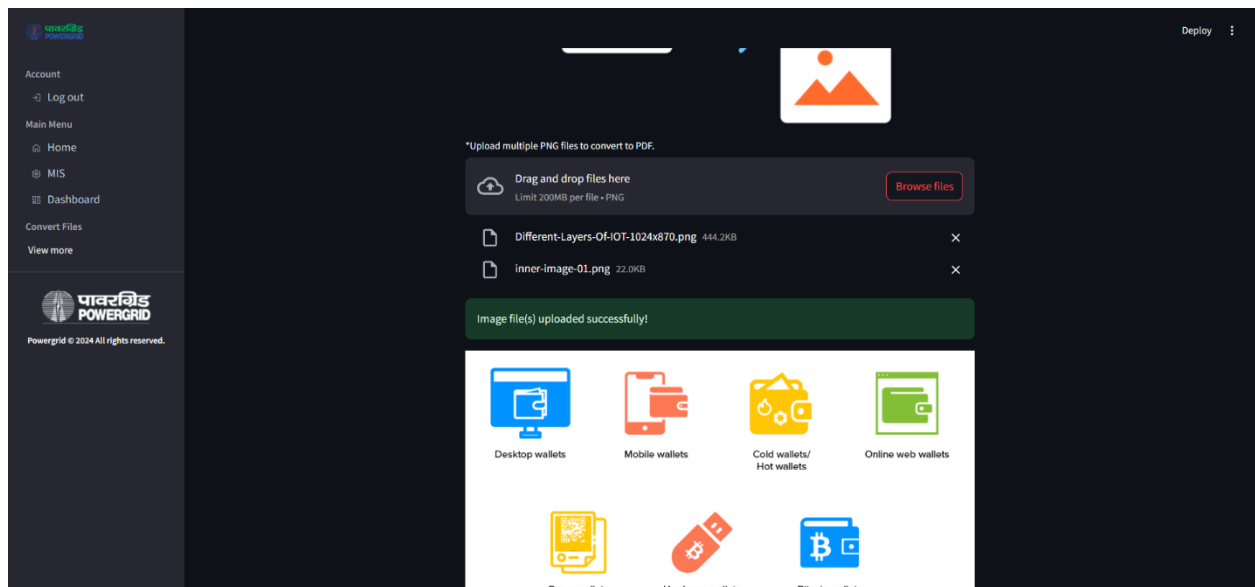 पावरग्रिड
POWERGRID
Account
Log out
Main Menu
Home
MIS
Dashboard
Convert Files
View more
पावरग्रिड
POWERGRID
Powergrid © 2024 All rights reserved.
Deploy
*Upload multiple PNG files to convert to PDF.
Drag and drop files here
Limit 200MB per file • PNG
Browse files
Different-Layers-Of-IOT-1024x870.png 444.2KB
inner-image-01.png 22.0KB
Image file(s) uploaded successfully!
Desktop wallets
Mobile wallets
Cold wallets/
Hot wallets
Online web wallets